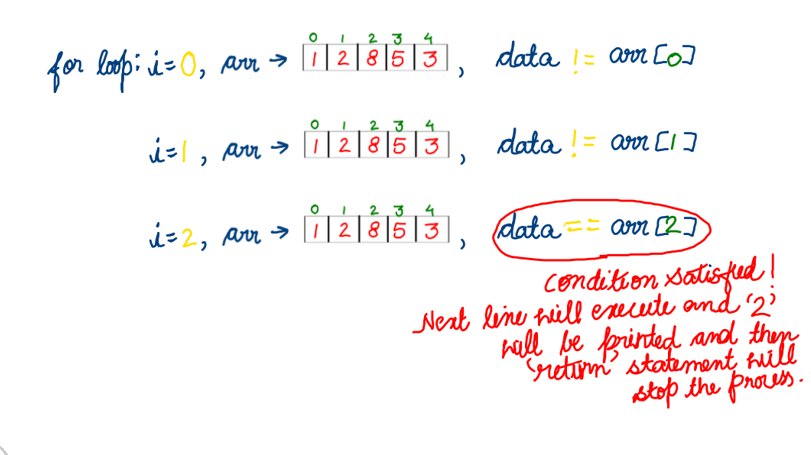 0 1 2 3 4
for loop: i=0, arr → 1 2 8 5 3, data != arr[0]
0 1 2 3 4
i=1, arr → 1 2 8 5 3, data != arr[1]
0 1 2 3 4
i=2, arr → 1 2 8 5 3, data == arr[2]
condition satisfied!
Next line will execute and '2'
will be printed and then
'return' statement will
stop the process.